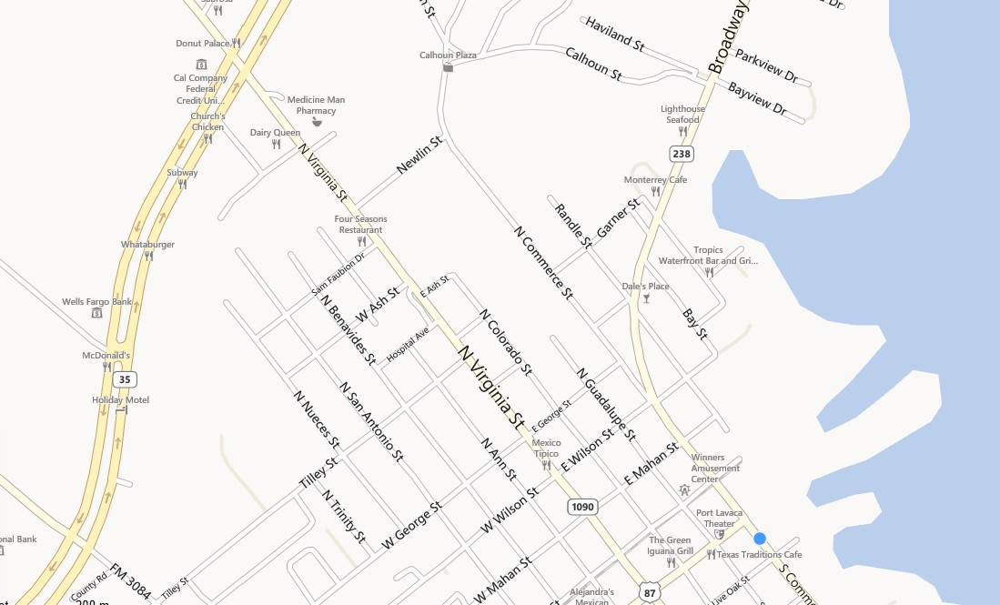 Donut Palace
Cal Company
Federal
Credit Uni...
Church's
Chicken
Medicine Man
Pharmacy
Dairy Queen
Subway
N Virginia St
Newlin St
Calhoun Plaza
Haviland St
Calhoun St
Broadway
Parkview Dr
Bayview Dr
Lighthouse
Seafood
238
Monterrey Cafe
Randle St
Garner St
Four Seasons
Restaurant
Whataburger
Tropics
Waterfront Bar and Gri...
N Commerce St
Sam Faubion Dr
E Ash St
Dale's Place
Wells Fargo Bank
W Ash St
N Benavides St
Bay St
N Colorado St
Hospital Ave
McDonald's
35
N Virginia St
N Guadalupe St
Holiday Motel
N Nueces St
N San Antonio St
E George St
Mexico
Tipico
E Wilson St
E Mahan St
N Ann St
Winners
Amusement
Center
Tilley St
N Trinity St
W George St
W Wilson St
1090
Port Lavaca
Theater
onal Bank
The Green
Iguana Grill
Texas Traditions Cafe
FM 3084
County Rd
Tilley St
W Mahan St
87
Alejandra's
Mexican
Live Oak St
S Comme
200 m